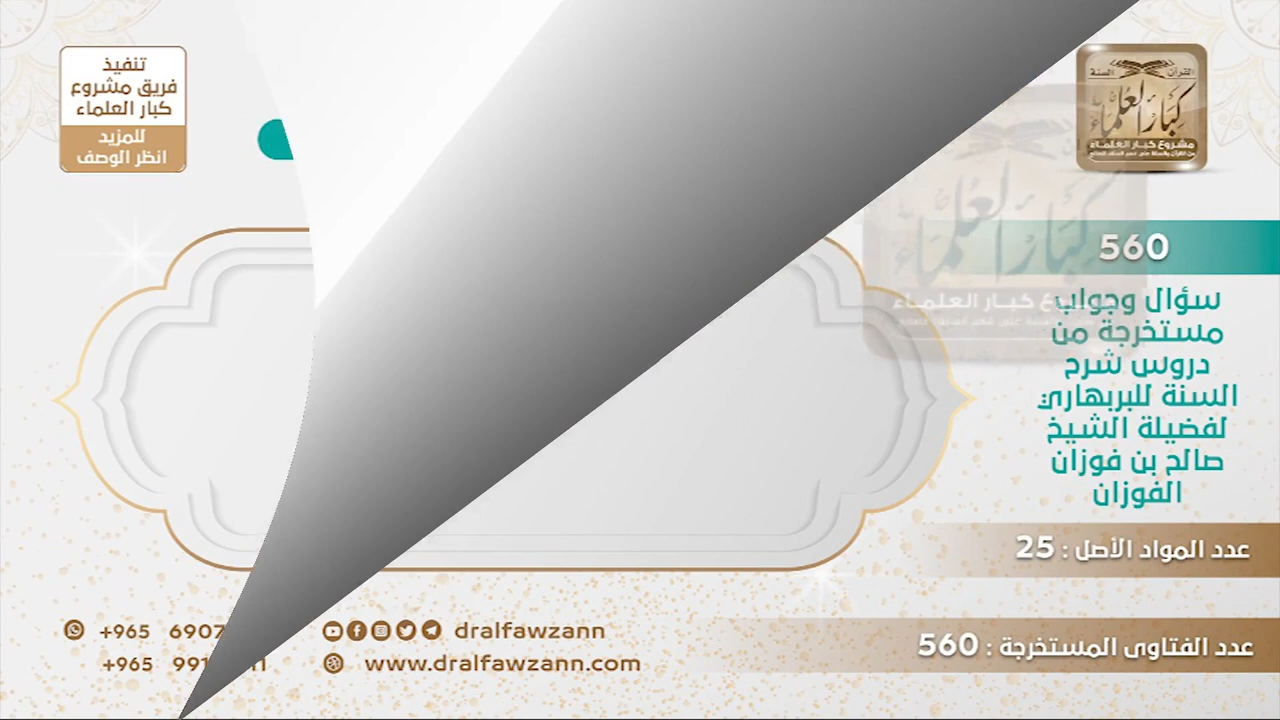 تنفيذ
فريق مشروع
كبار العلماء
للمزيد
انظر الوصف
القرآن السنة
كبار العلماء
مشروع كبار العلماء
560
سؤال وجواب
مستخرجة من
دروس شرح
السنة للبربهاري
لفضيلة الشيخ
صالح بن فوزان
الفوزان
عدد المواد الأصل : 25
عدد الفتاوى المستخرجة : 560
+965 6907
+965 991
dralfawzann
www.dralfawzann.com